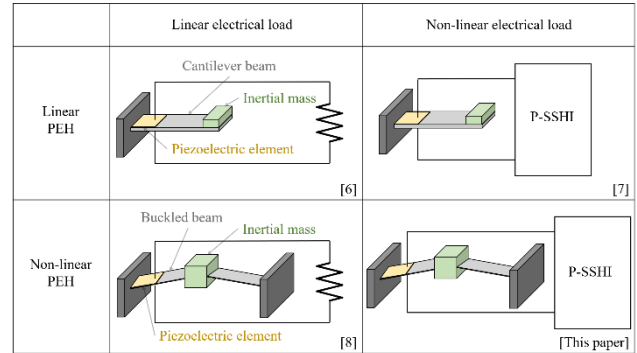 Linear electrical load
Non-linear electrical load
Linear
PEH
Cantilever beam
Inertial mass
Piezoelectric element
[6]
P-SSHI
[7]
Non-linear
PEH
Buckled beam
Inertial mass
Piezoelectric element
[8]
P-SSHI
[This paper]